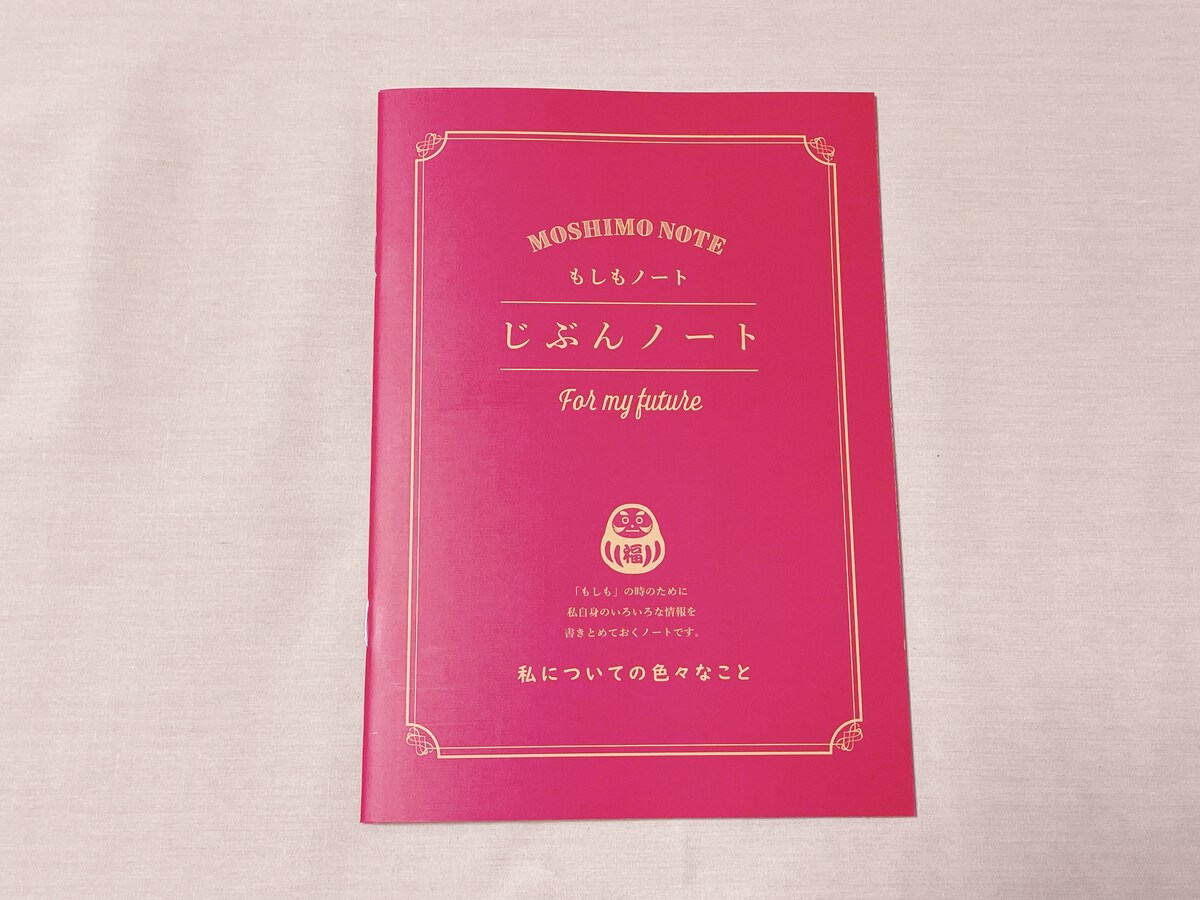 MOSHIMO NOTE
もしもノート
じぶんノート
For my future
福
「もしも」の時のために
私自身のいろいろな情報を
書きとめておくノートです。
私についての色々なこと